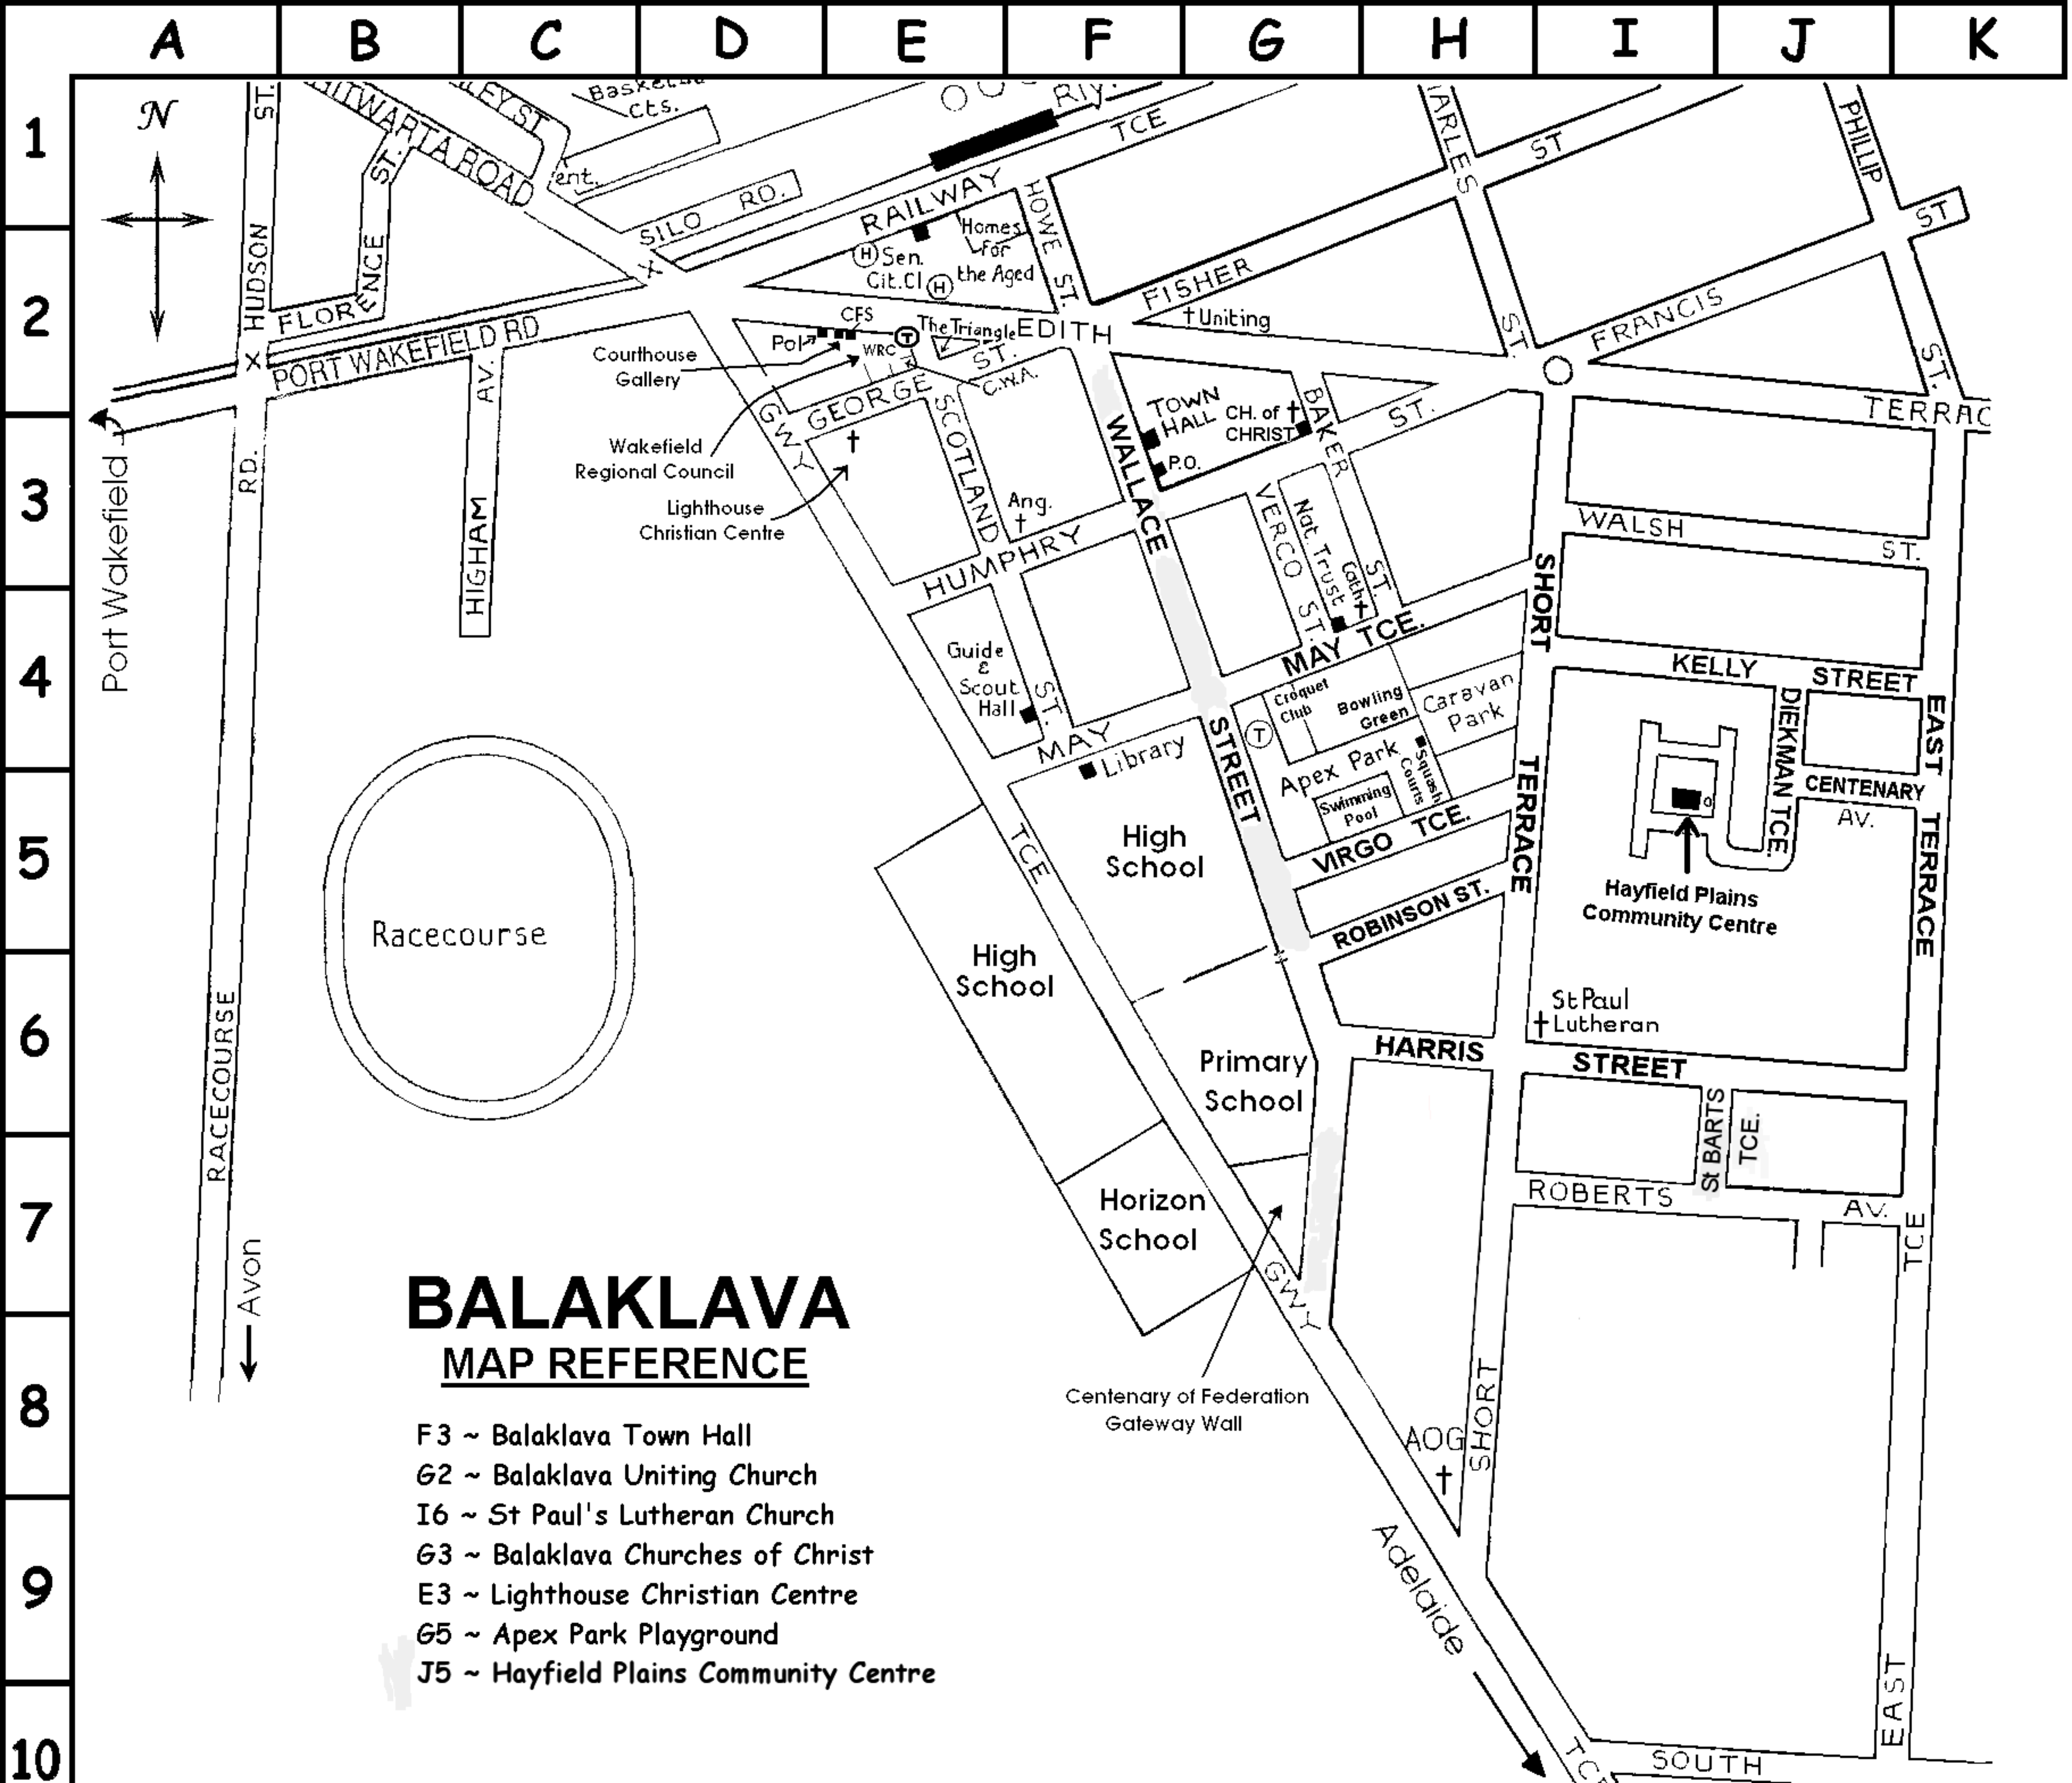 A B C D E F G H I J K
1
2
3
4
5
6
7
8
9
10
N
ST.
HUDSON
RD.
RACECOURSE
Avon
Port Wakefield
ROAD
FLORENCE
ST.
PORT WAKEFIELD RD
HIGHAM
AV.
Cts.
SILO RD.
X
X
RAILWAY
TCE
Rly.
HOWE ST.
Homes
for
the Aged
H Sen.
Cit.Cl H
CFS
Pol
Courthouse
Gallery
WRC
T
The Triangle
EDITH
TERRAC
GEORGE
ST.
C.W.A.
Wakefield
Regional Council
Lighthouse
Christian Centre
GWY
SCOTLAND
ST.
Ang.
HUMPHRY
Guide
&
Scout
Hall
MAY
Library
FISHER
ST
Uniting
ST.
FRANCIS
ST
PHILLIP
ST.
TOWN
HALL
CH. of
CHRIST
P.O.
BAKER
ST.
ST.
WALLACE
STREET
VERCO ST.
Nat. Trust
Cath
MAY TCE.
Croquet
Club
Bowling
Green
Caravan
Park
T
Apex Park
Squash
Courts
Swimming
Pool
VIRGO TCE.
ROBINSON ST.
SHORT
TERRACE
WALSH
ST.
KELLY
STREET
DIEKMAN TCE.
CENTENARY
AV.
EAST
TERRACE
Hayfield Plains
Community Centre
St Paul
Lutheran
HARRIS
STREET
St BARTS
TCE.
ROBERTS
AV.
TCE
EAST
SHORT
AOG
SOUTH
Racecourse
TCE
High
School
High
School
Primary
School
Horizon
School
GWY
Centenary of Federation
Gateway Wall
Adelaide
BALAKLAVA
MAP REFERENCE
F3 ~ Balaklava Town Hall
G2 ~ Balaklava Uniting Church
I6 ~ St Paul's Lutheran Church
G3 ~ Balaklava Churches of Christ
E3 ~ Lighthouse Christian Centre
G5 ~ Apex Park Playground
J5 ~ Hayfield Plains Community Centre